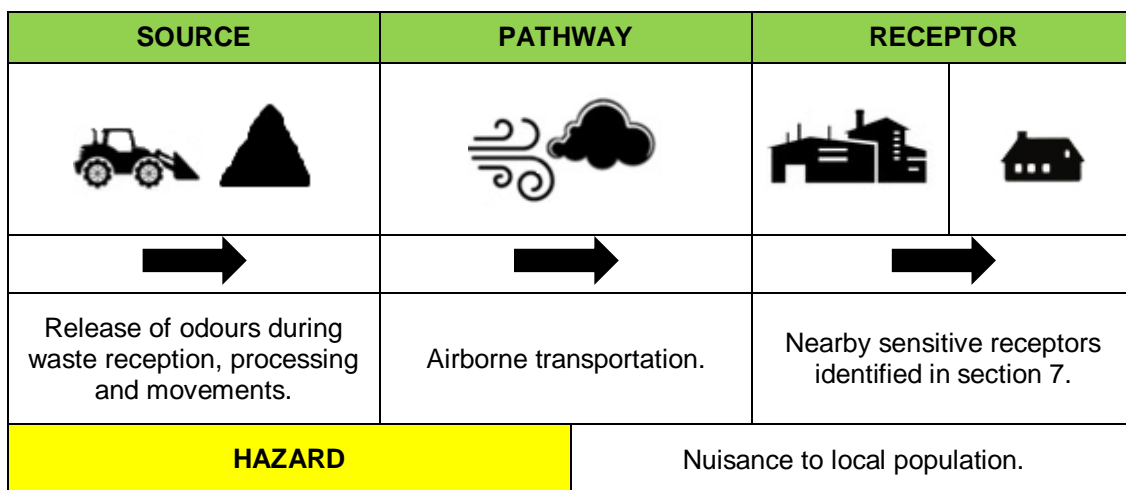 SOURCE
PATHWAY
RECEPTOR
Release of odours during
waste reception, processing
and movements.
Airborne transportation.
Nearby sensitive receptors
identified in section 7.
HAZARD
Nuisance to local population.